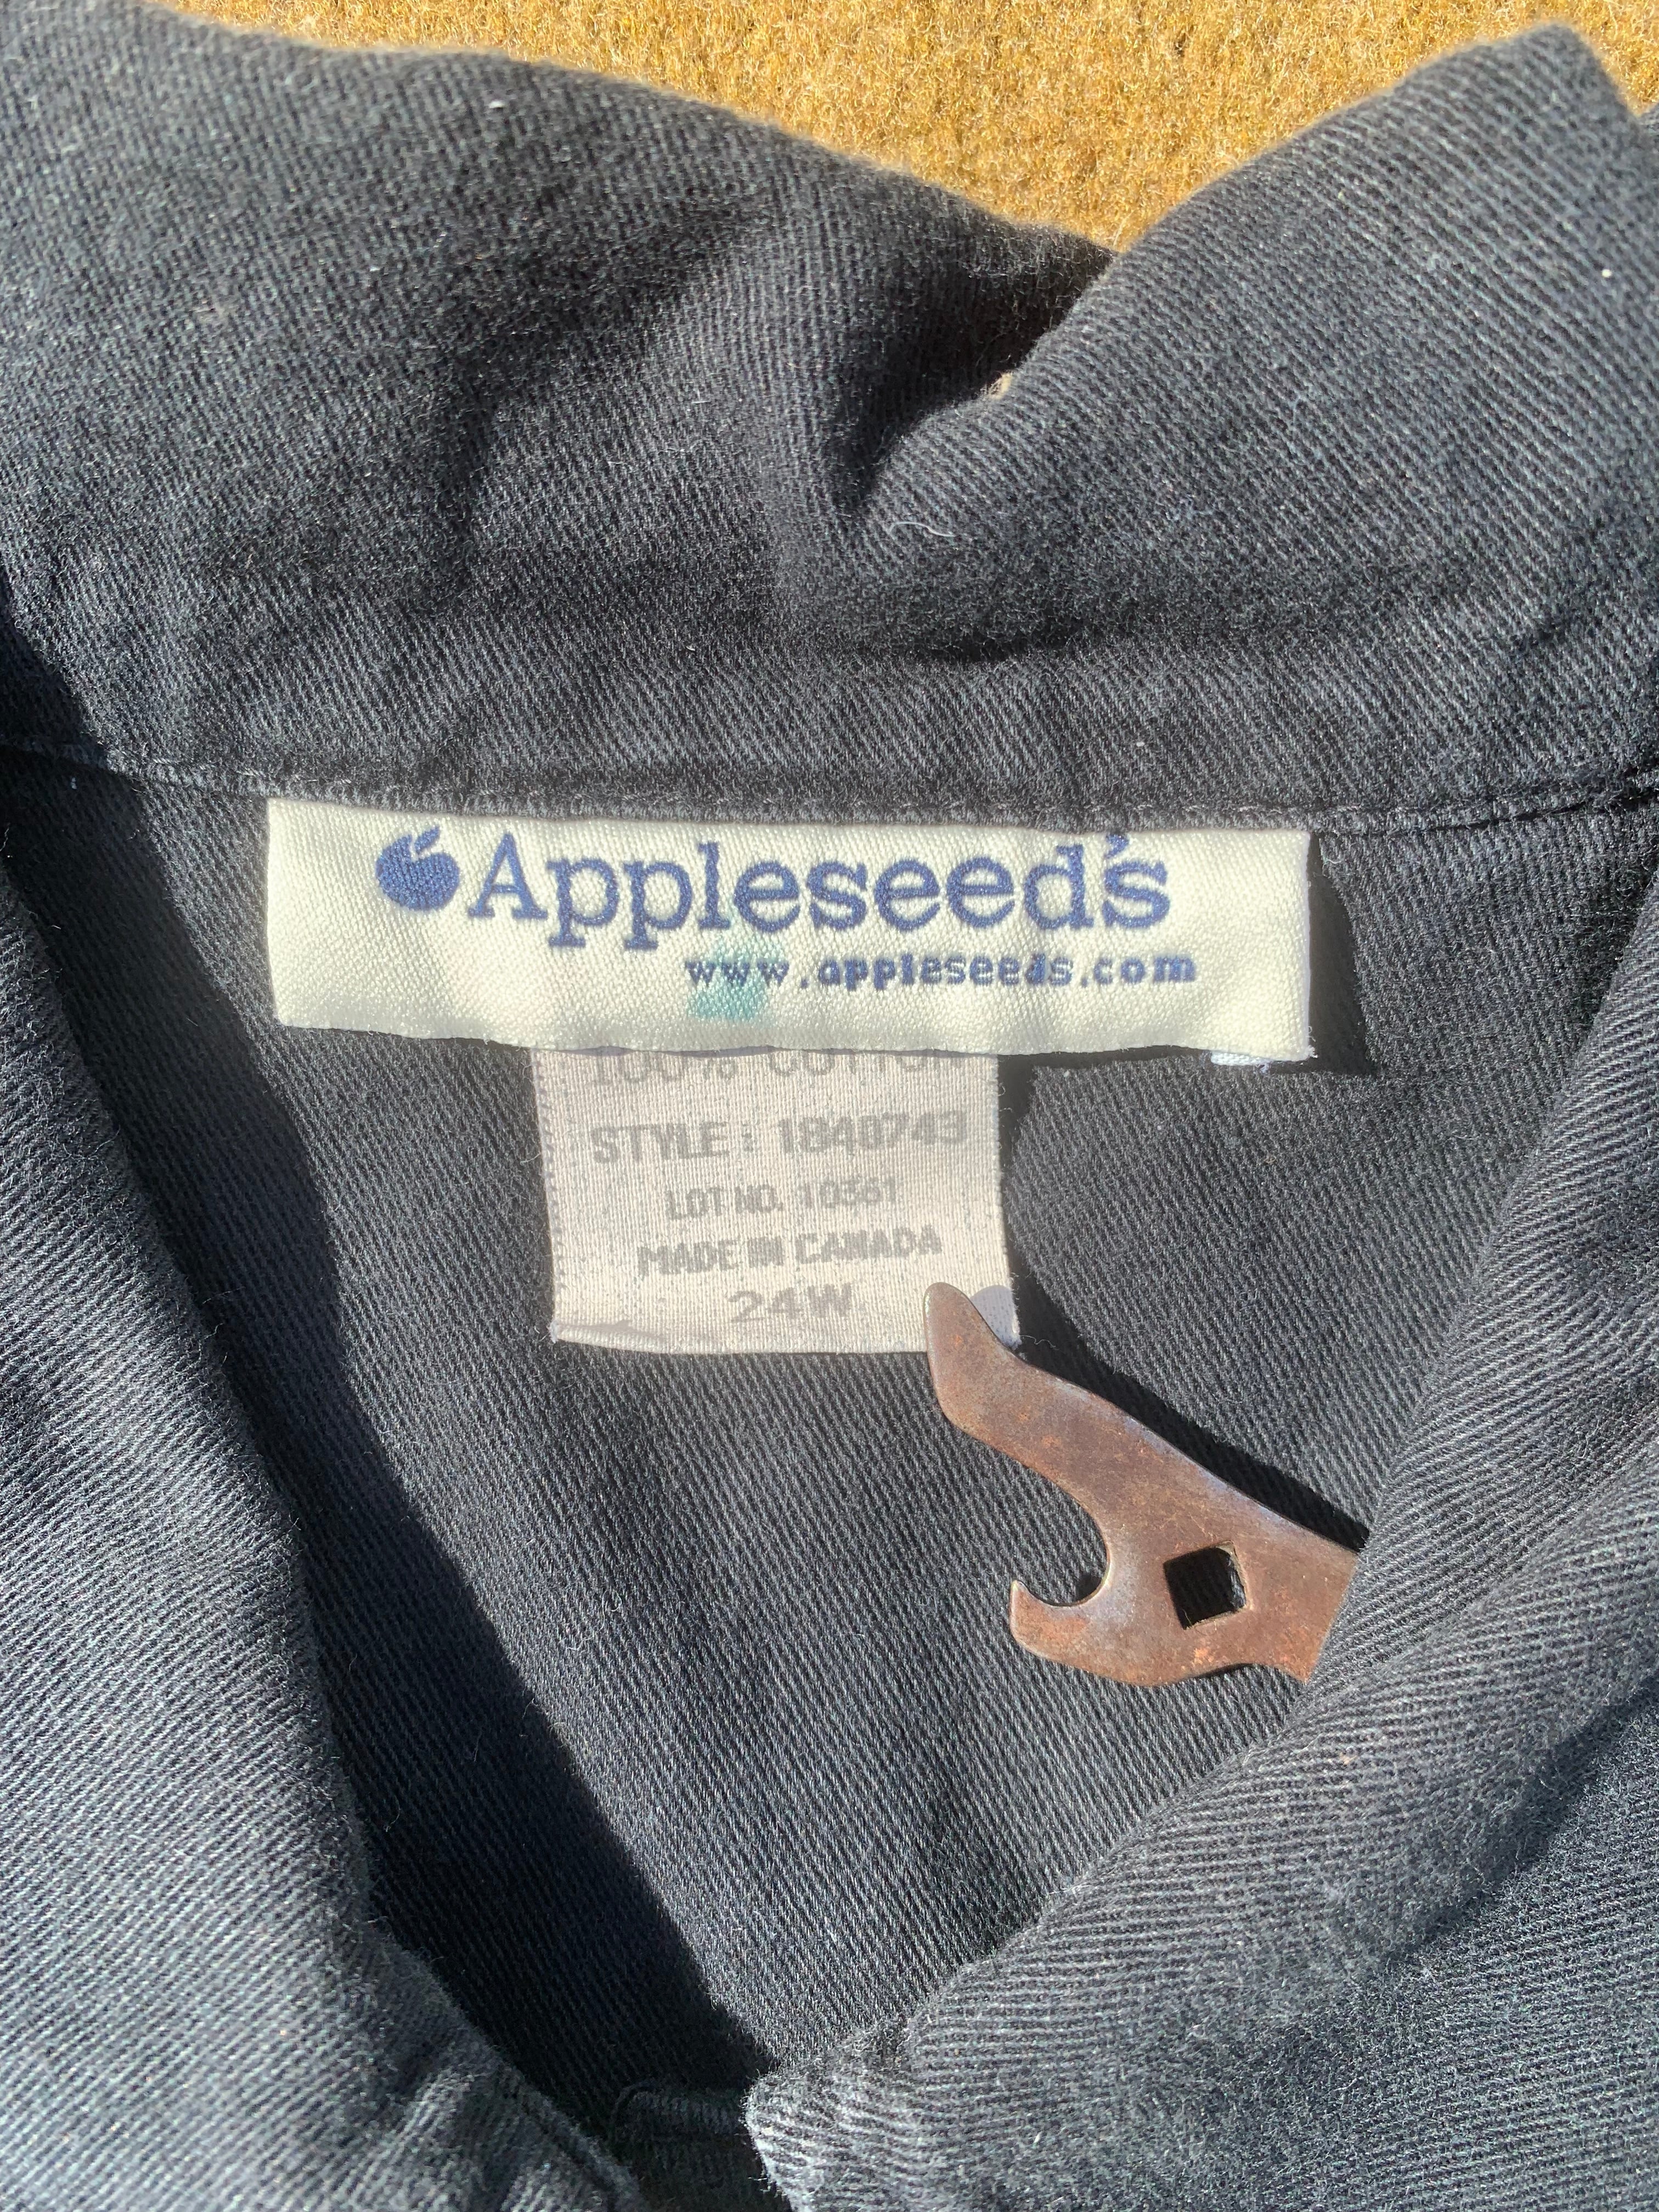 Appleseed's
www.appleseeds.com
100% COTTON
STYLE: 1840743
LOT NO. 10361
MADE IN CANADA
24W